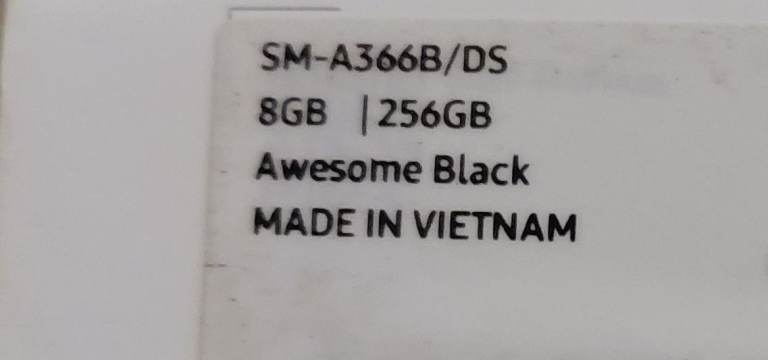 SM-A366B/DS
8GB | 256GB
Awesome Black
MADE IN VIETNAM